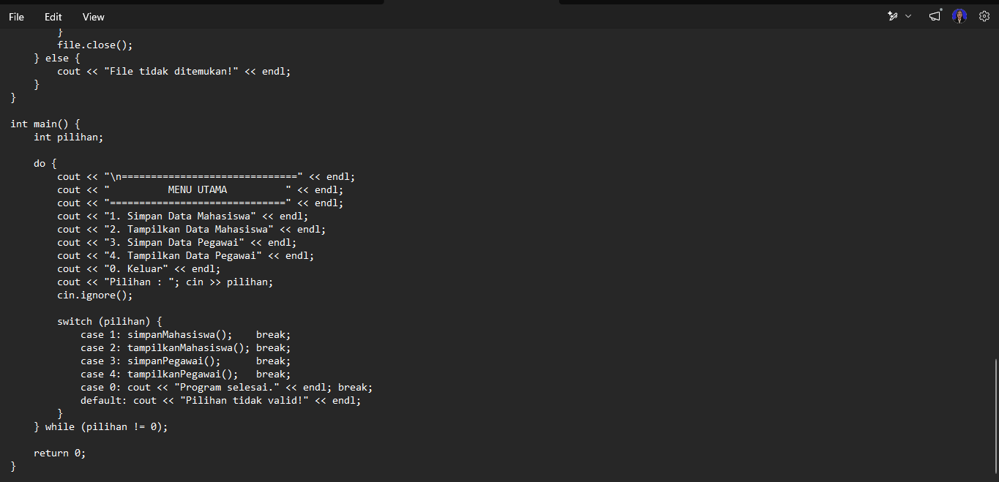 File Edit View
        }
        file.close();
    } else {
        cout << "File tidak ditemukan!" << endl;
    }
}

int main() {
    int pilihan;

    do {
        cout << "\n==============================" << endl;
        cout << "          MENU UTAMA          " << endl;
        cout << "==============================" << endl;
        cout << "1. Simpan Data Mahasiswa" << endl;
        cout << "2. Tampilkan Data Mahasiswa" << endl;
        cout << "3. Simpan Data Pegawai" << endl;
        cout << "4. Tampilkan Data Pegawai" << endl;
        cout << "0. Keluar" << endl;
        cout << "Pilihan : "; cin >> pilihan;
        cin.ignore();

        switch (pilihan) {
            case 1: simpanMahasiswa();    break;
            case 2: tampilkanMahasiswa(); break;
            case 3: simpanPegawai();      break;
            case 4: tampilkanPegawai();   break;
            case 0: cout << "Program selesai." << endl; break;
            default: cout << "Pilihan tidak valid!" << endl;
        }
    } while (pilihan != 0);

    return 0;
}